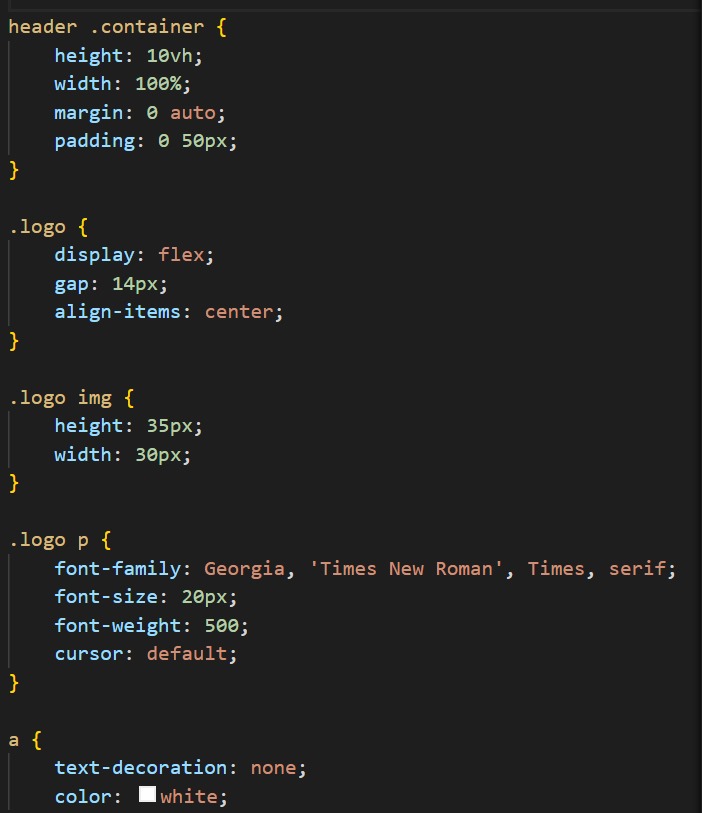 header .container {
    height: 10vh;
    width: 100%;
    margin: 0 auto;
    padding: 0 50px;
}

.logo {
    display: flex;
    gap: 14px;
    align-items: center;
}

.logo img {
    height: 35px;
    width: 30px;
}

.logo p {
    font-family: Georgia, 'Times New Roman', Times, serif;
    font-size: 20px;
    font-weight: 500;
    cursor: default;
}

a {
    text-decoration: none;
    color: white;